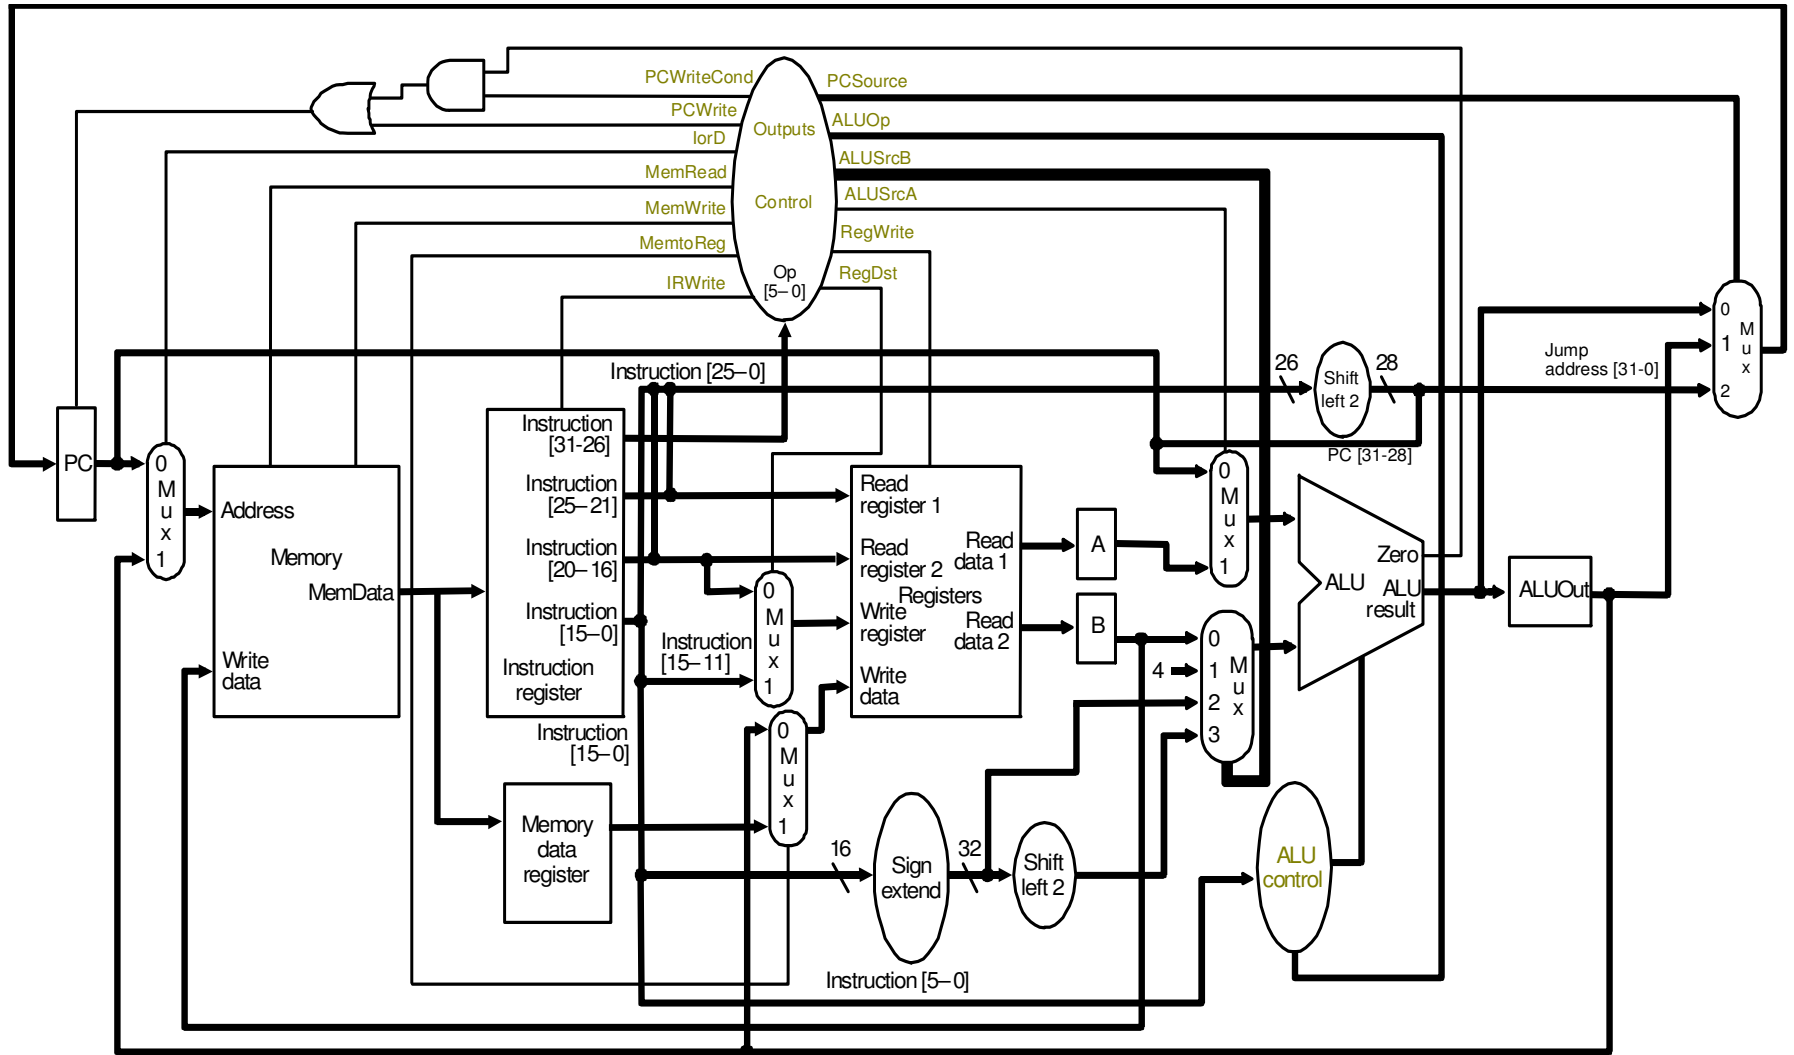 PCWriteCond
PCSource
PCWrite
ALUOp
Outputs
IorD
ALUSrcB
MemRead
ALUSrcA
Control
MemWrite
RegWrite
MemtoReg
RegDst
IRWrite
Op
[5–0]
Instruction [25–0]
26
Shift
left 2
28
Jump
address [31-0]
0
1
2
M
u
x
PC [31-28]
PC
0
M
u
x
1
Address
Memory
MemData
Write
data
Instruction
[31-26]
Instruction
[25–21]
Instruction
[20–16]
Instruction
[15–0]
Instruction
register
Instruction
[15–11]
0
M
u
x
1
Read
register 1
Read
register 2
Registers
Write
register
Write
data
Read
data 1
Read
data 2
A
B
0
M
u
x
1
4
0
1
2
3
M
u
x
Zero
ALU
ALU
result
ALUOut
Instruction
[15–0]
0
M
u
x
1
Memory
data
register
16
Sign
extend
32
Shift
left 2
ALU
control
Instruction [5–0]